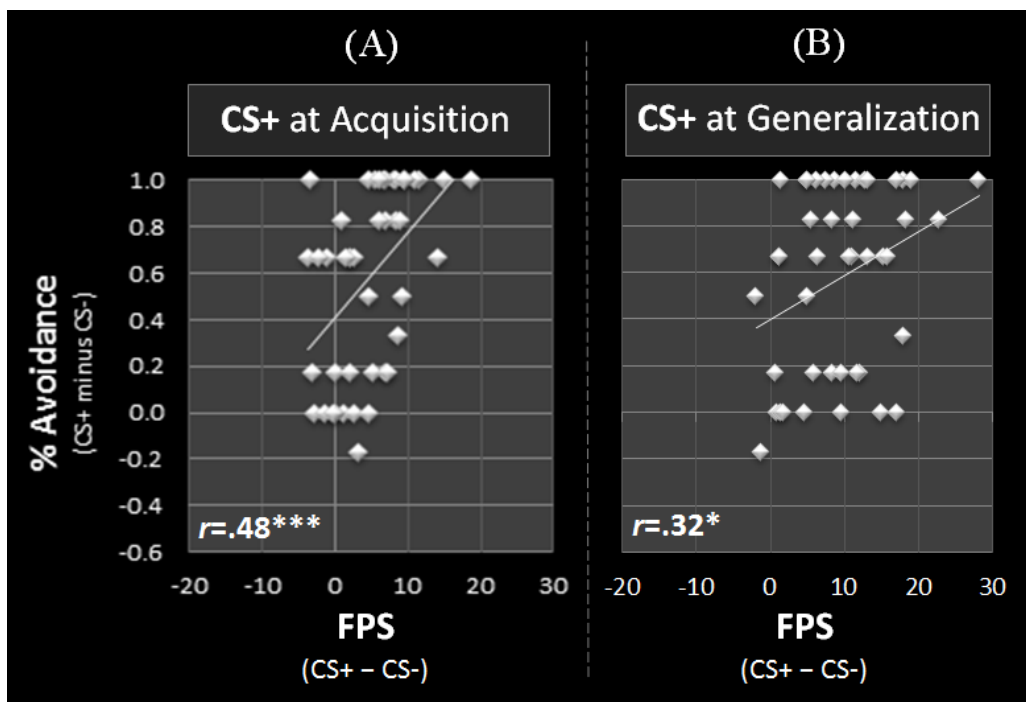 (A)
CS+ at Acquisition
1.0
0.8
0.6
0.4
0.2
0.0
-0.2
-0.4
-0.6
% Avoidance
(CS+ minus CS-)
r=.48***
-20 -10 0 10 20 30
FPS
(CS+ – CS-)
(B)
CS+ at Generalization
r=.32*
-20 -10 0 10 20 30
FPS
(CS+ – CS-)